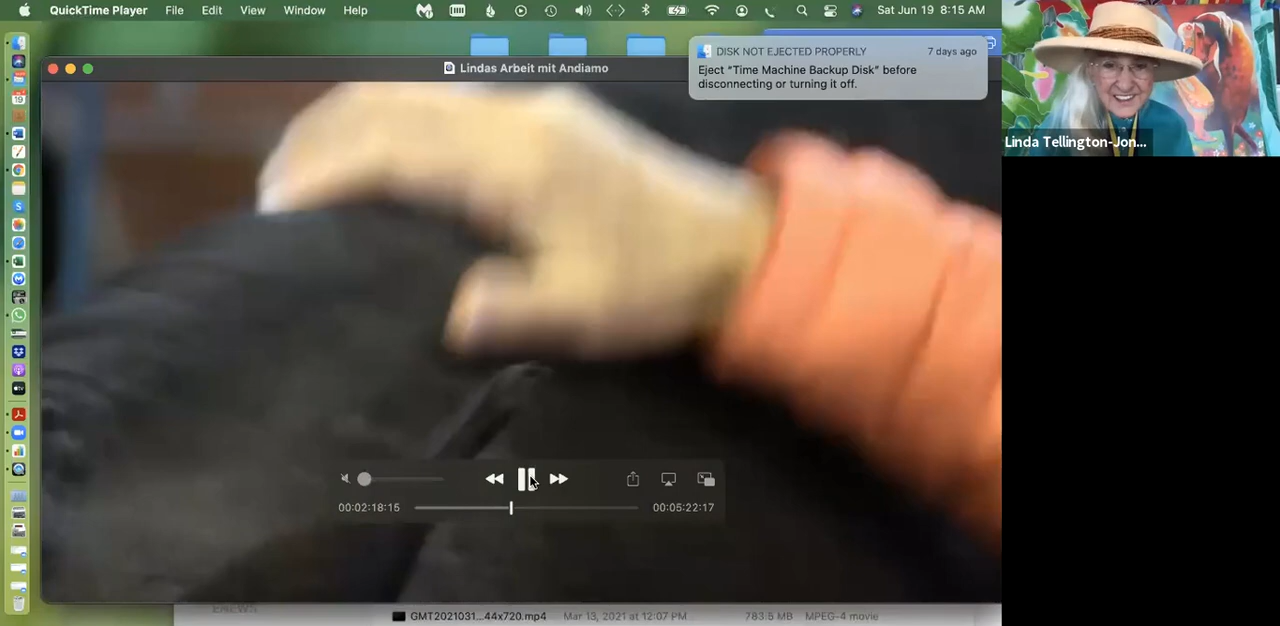 QuickTime Player File Edit View Window Help Sat Jun 19 8:15 AM
DISK NOT EJECTED PROPERLY 7 days ago
Eject "Time Machine Backup Disk" before
disconnecting or turning it off.
Lindas Arbeit mit Andiamo
Linda Tellington-Jon...
19
00:02:18:15 00:05:22:17
GMT2021031...44x720.mp4 Mar 13, 2021 at 12:07 PM 783.5 MB MPEG-4 movie